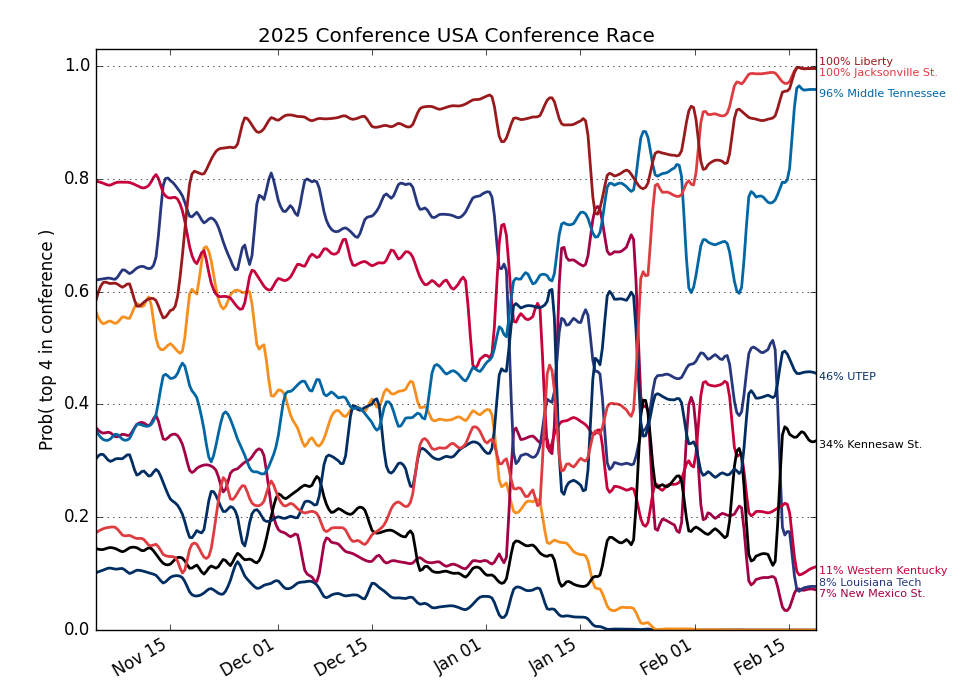 2025 Conference USA Conference Race
Prob( top 4 in conference )
1.0
0.8
0.6
0.4
0.2
0.0
Nov 15
Dec 01
Dec 15
Jan 01
Jan 15
Feb 01
Feb 15
100% Liberty
100% Jacksonville St.
96% Middle Tennessee
46% UTEP
34% Kennesaw St.
11% Western Kentucky
8% Louisiana Tech
7% New Mexico St.